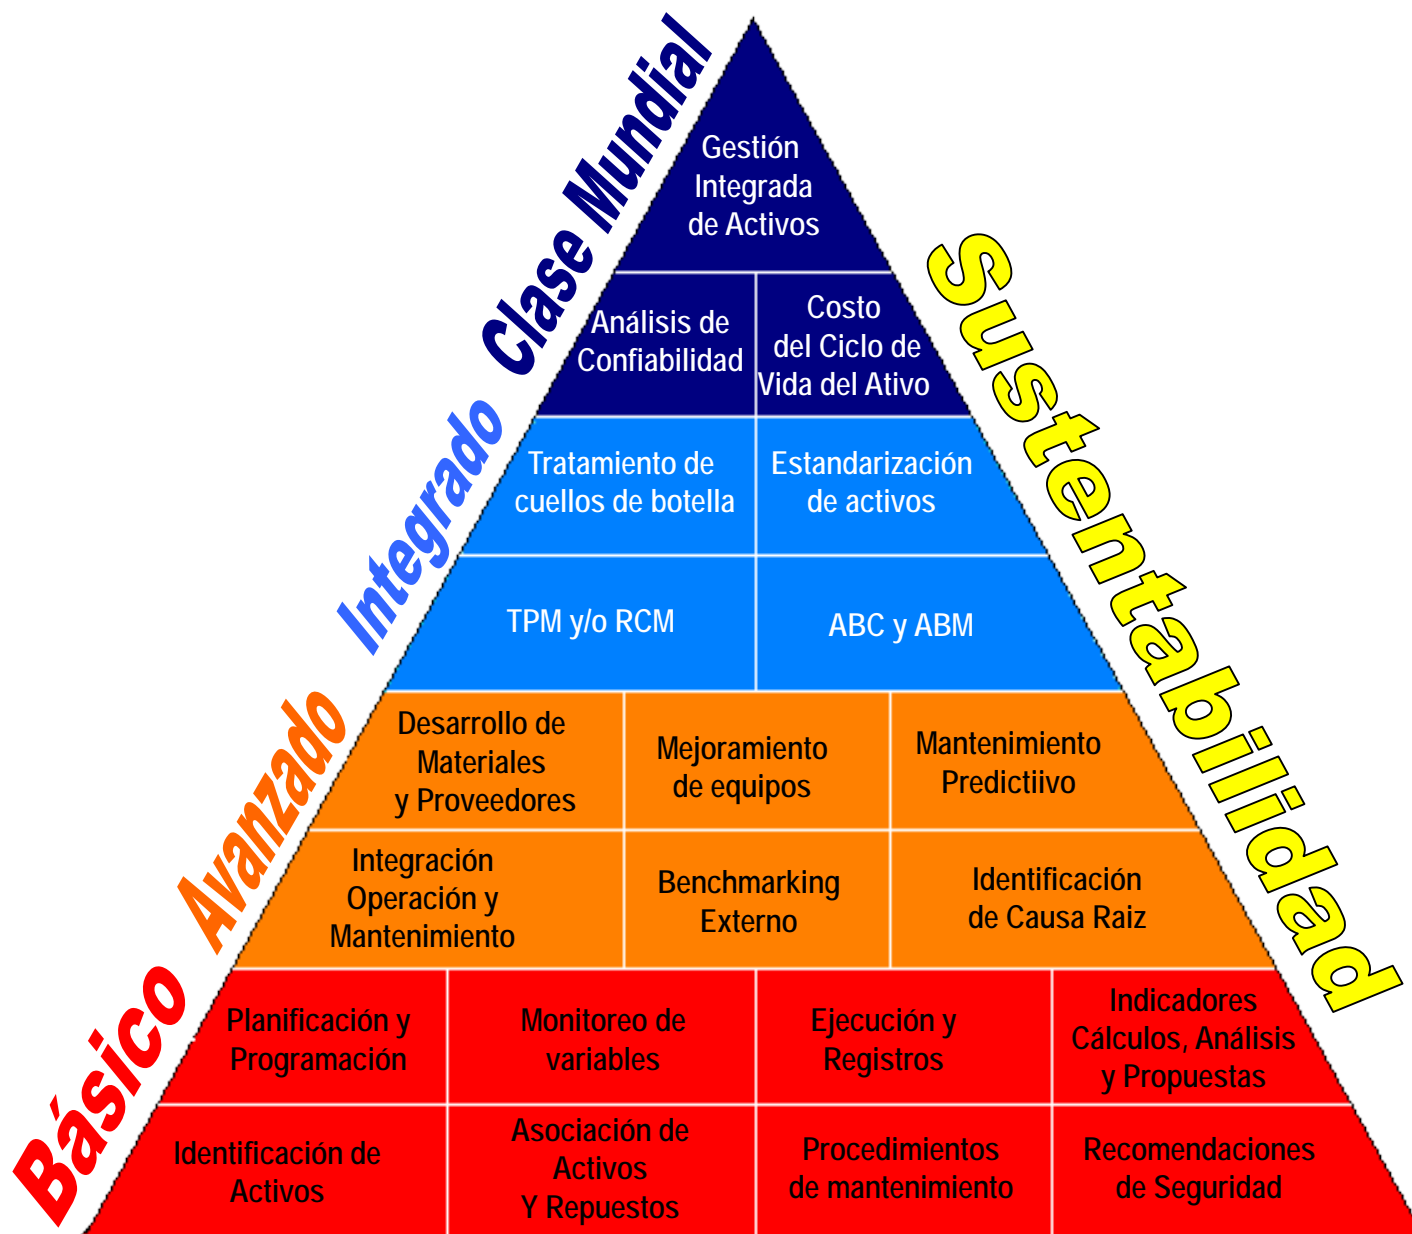 Clase Mundial
Integrado
Avanzado
Básico
Sustentabilidad
Gestión
Integrada
de Activos
Análisis de
Confiabilidad
Costo
del Ciclo de
Vida del Ativo
Tratamiento de
cuellos de botella
Estandarización
de activos
TPM y/o RCM
ABC y ABM
Desarrollo de
Materiales
y Proveedores
Mejoramiento
de equipos
Mantenimiento
Predictiivo
Integración
Operación y
Mantenimiento
Benchmarking
Externo
Identificación
de Causa Raiz
Planificación y
Programación
Monitoreo de
variables
Ejecución y
Registros
Indicadores
Cálculos, Análisis
y Propuestas
Identificación de
Activos
Asociación de
Activos
Y Repuestos
Procedimientos
de mantenimiento
Recomendaciones
de Seguridad